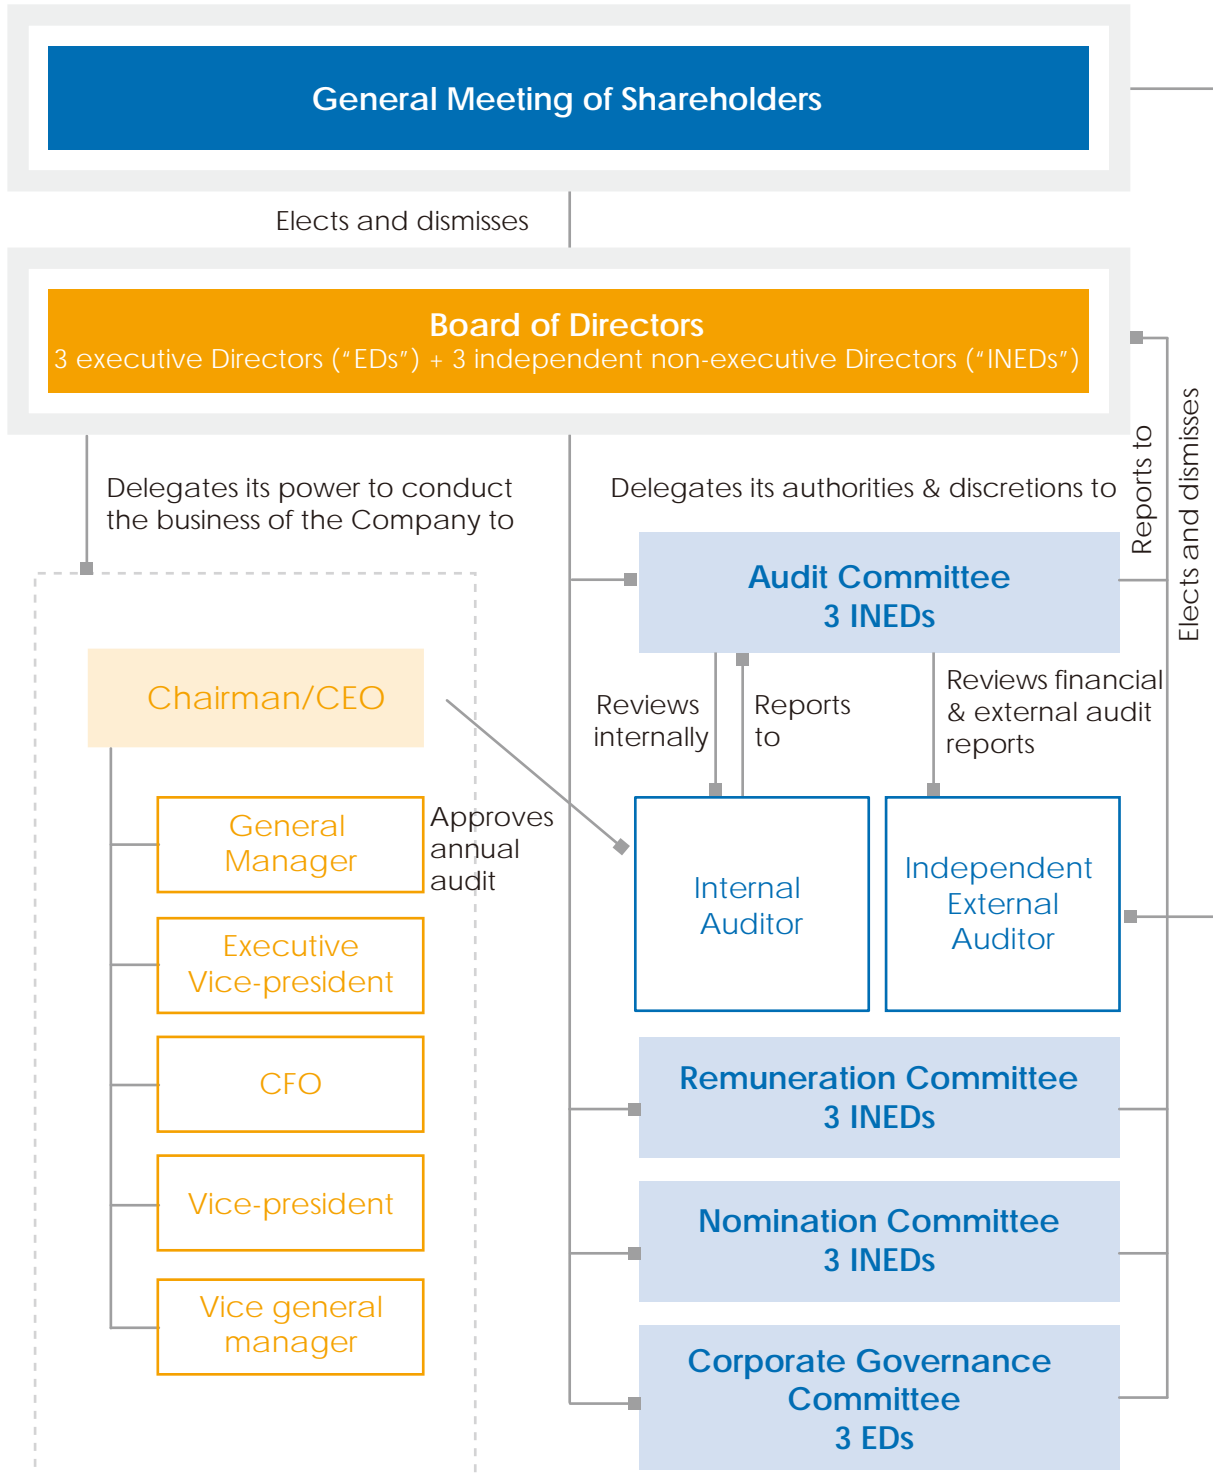 General Meeting of Shareholders
Elects and dismisses
Board of Directors
3 executive Directors (“EDs”) + 3 independent non-executive Directors (“INEDs”)
Reports to
Elects and dismisses
Delegates its power to conduct
the business of the Company to
Delegates its authorities & discretions to
Audit Committee
3 INEDs
Chairman/CEO
Reviews
internally
Reports
to
Reviews financial
& external audit
reports
General
Manager
Approves
annual
audit
Internal
Auditor
Independent
External
Auditor
Executive
Vice-president
CFO
Remuneration Committee
3 INEDs
Vice-president
Nomination Committee
3 INEDs
Vice general
manager
Corporate Governance
Committee
3 EDs